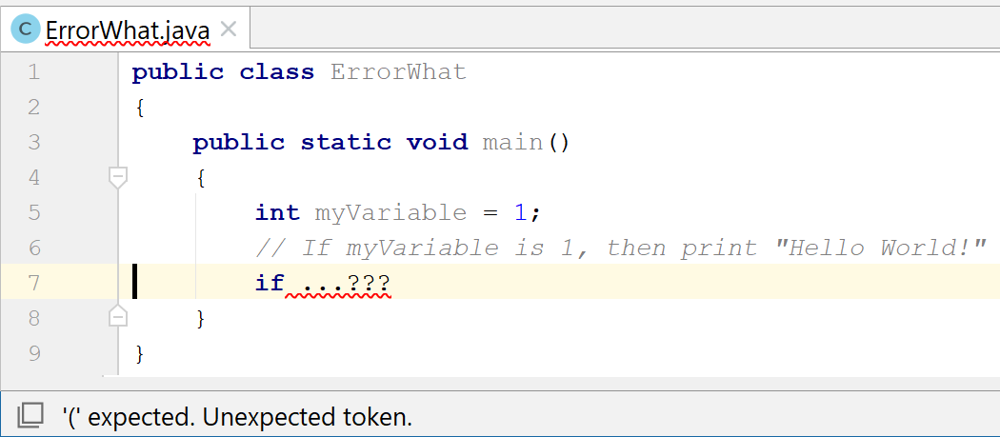 C ErrorWhat.java ×
1 public class ErrorWhat
2 {
3 public static void main()
4 {
5 int myVariable = 1;
6 // If myVariable is 1, then print "Hello World!"
7 if ...???
8 }
9 }
'(' expected. Unexpected token.